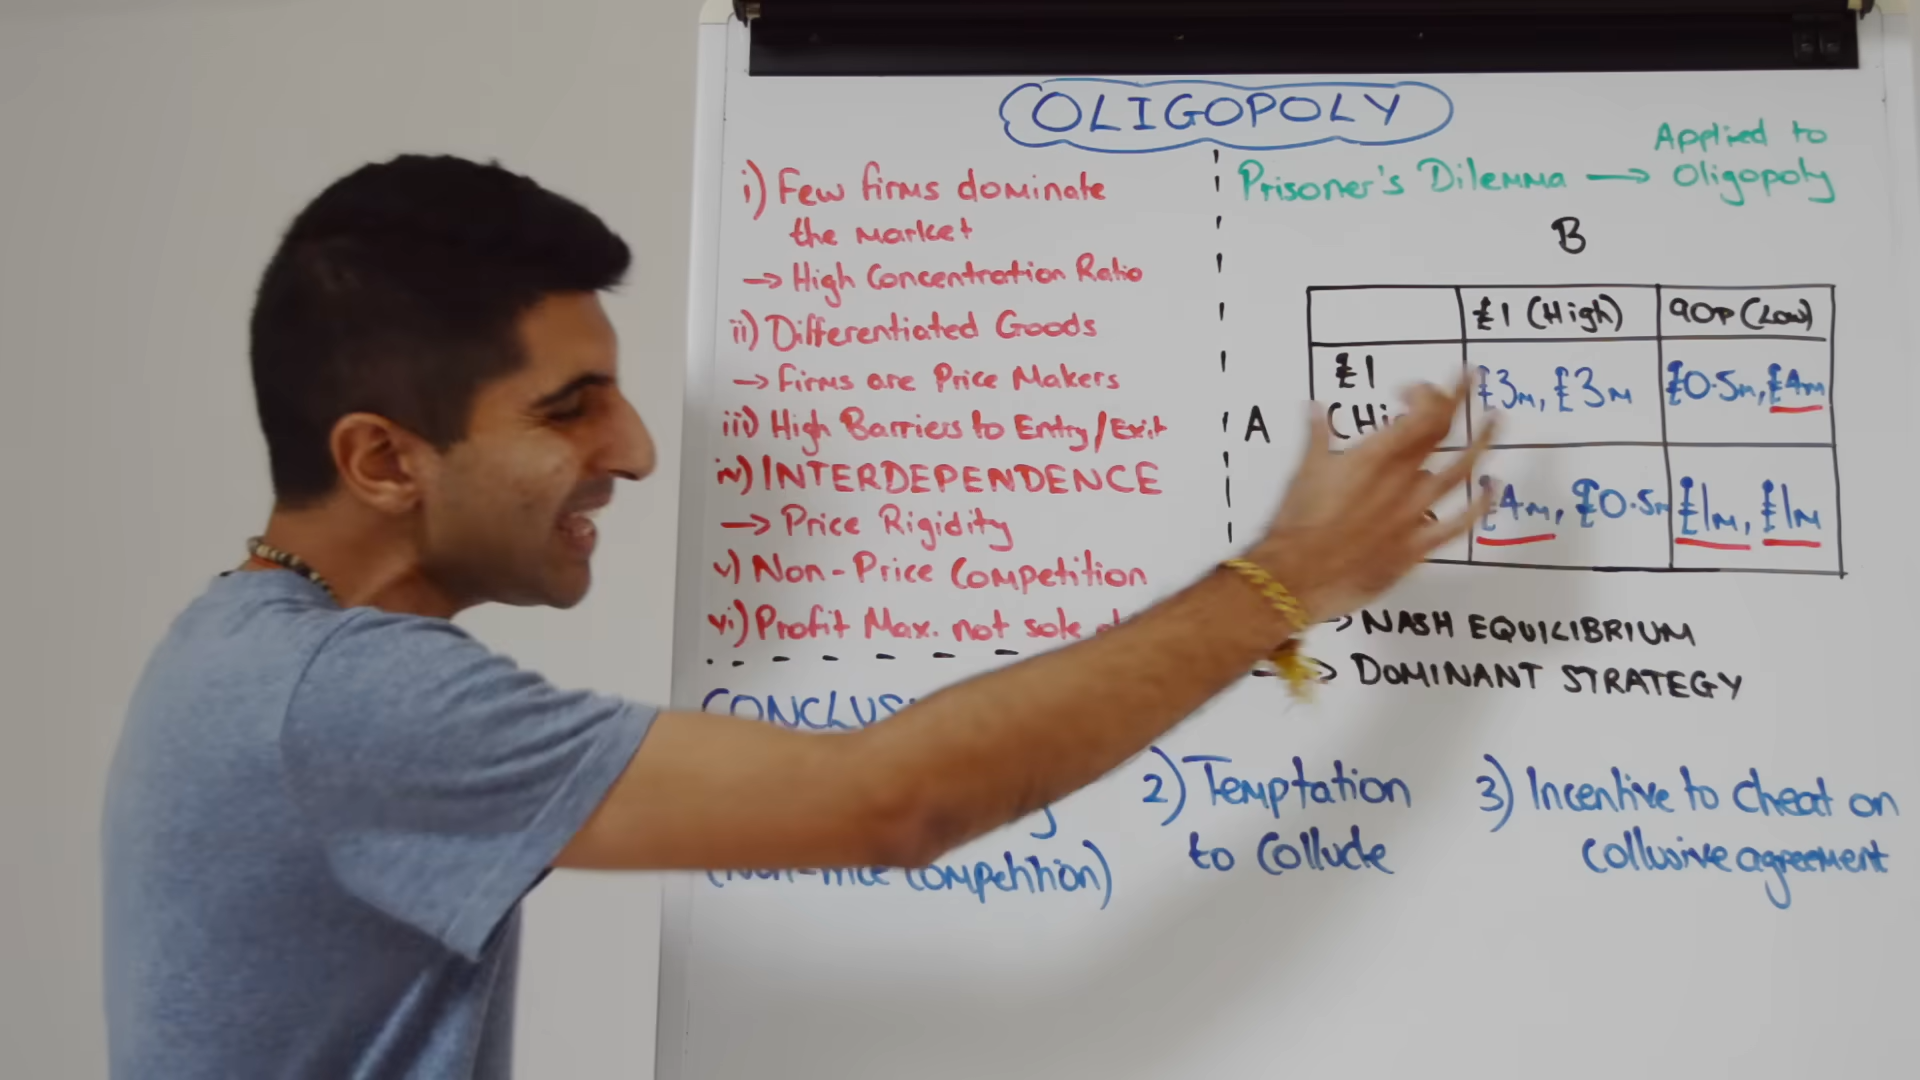 OLIGOPOLY
i) Few firms dominate
the market
→ High Concentration Ratio
ii) Differentiated Goods
→ Firms are Price Makers
iii) High Barriers to Entry/Exit
iv) INTERDEPENDENCE
→ Price Rigidity
v) Non-Price Competition
vi) Profit Max. not sole
Prisoner's Dilemma → Applied to
Oligopoly
B
£1 (High) 90p (Low)
A
£1 £3m, £3m £0.5m, £4m
£4m, £0.5m £1m, £1m
→ NASH EQUILIBRIUM
→ DOMINANT STRATEGY
2) Temptation
to Collude
3) Incentive to cheat on
collusive agreement
Competition)